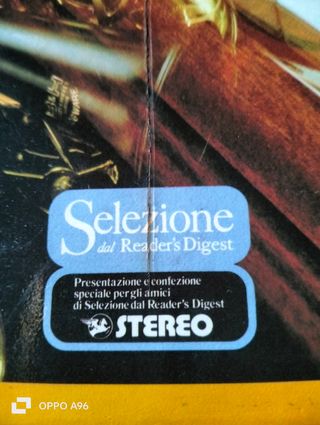 Selezione
dal Reader's Digest
Presentazione e confezione
speciale per gli amici
di Selezione dal Reader's Digest
STEREO
OPPO A96